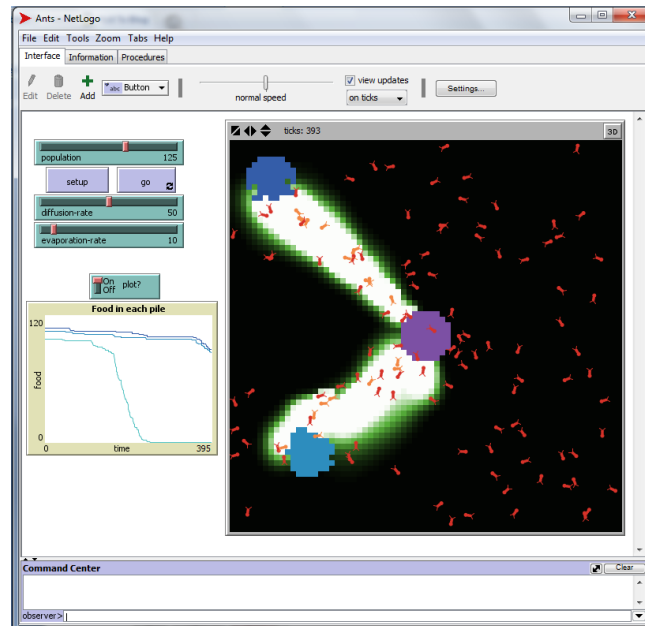 Ants - NetLogo
File Edit Tools Zoom Tabs Help
Interface Information Procedures
Edit Delete Add abc Button normal speed view updates on ticks Settings...
ticks: 393 3D
population 125
setup go
diffusion-rate 50
evaporation-rate 10
On
Off plot?
Food in each pile
120
food
0
0 time 395
Command Center Clear
observer>